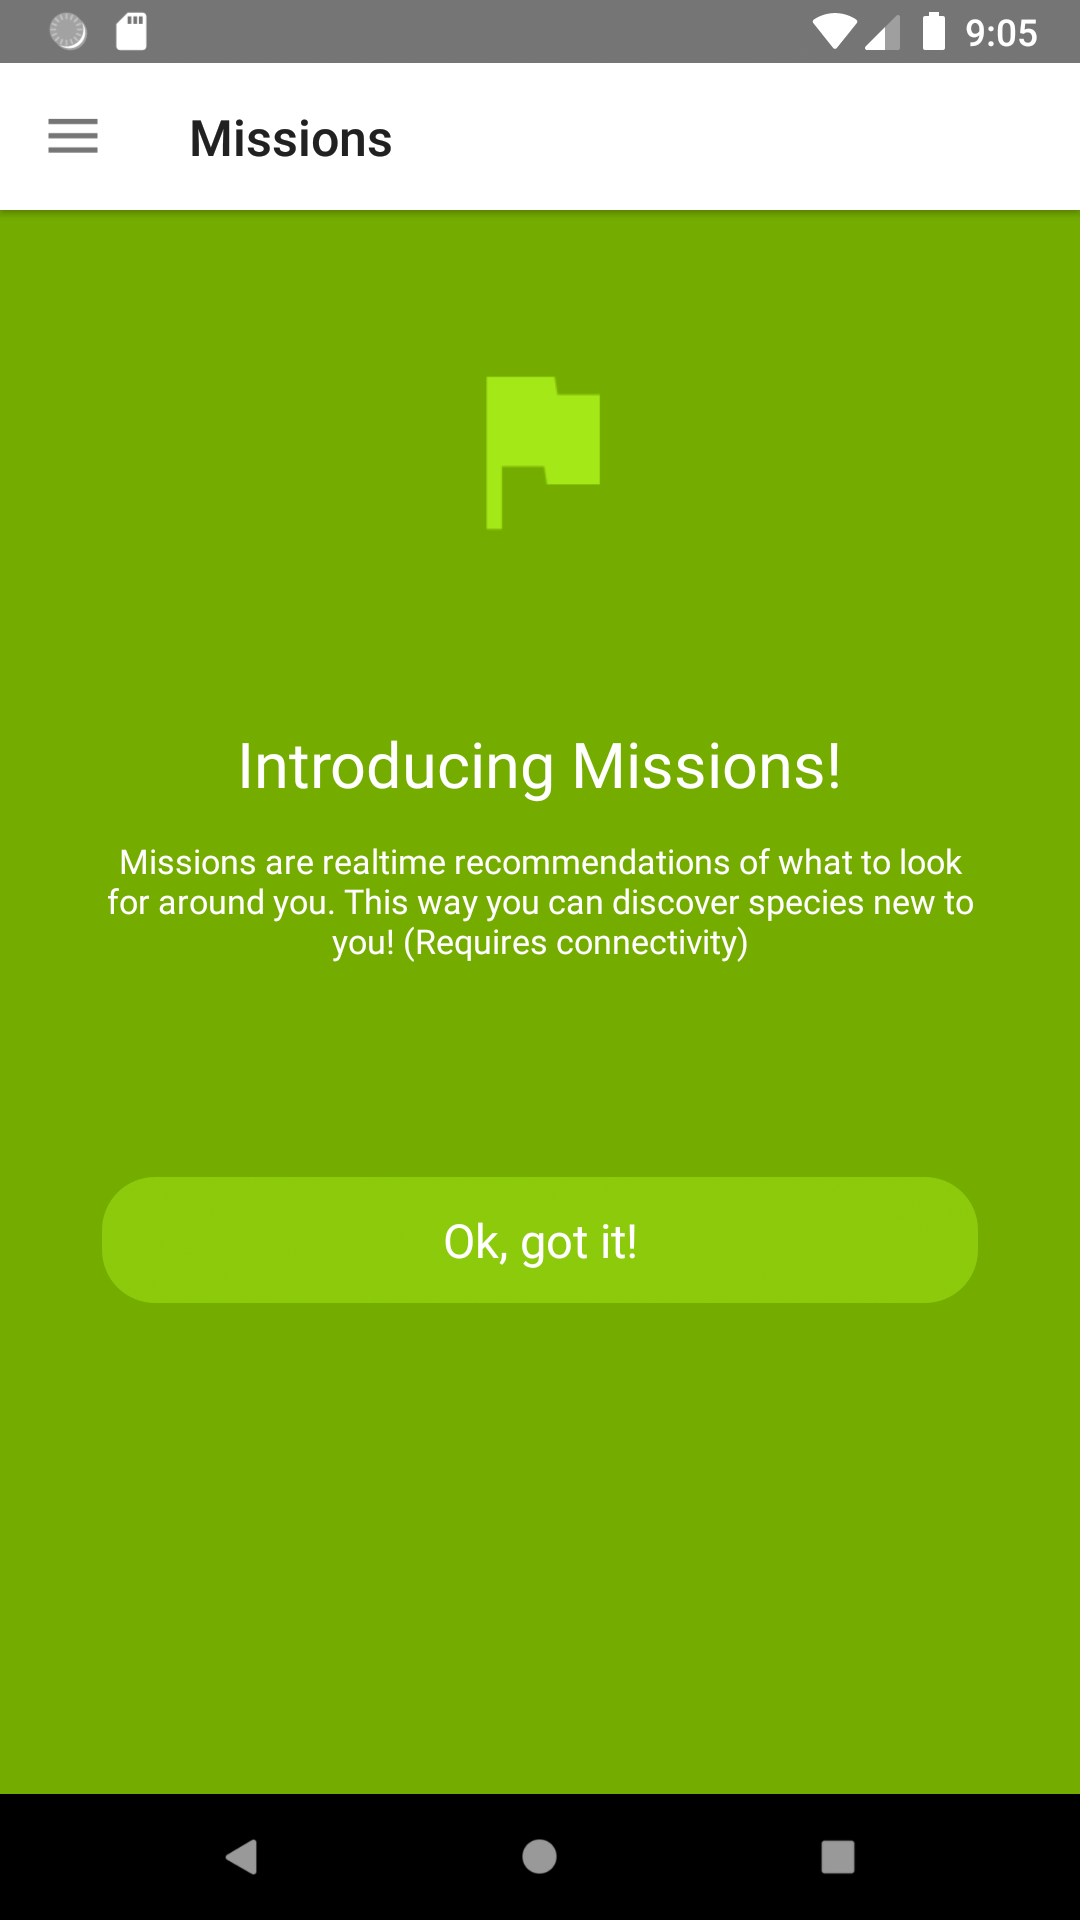 9:05
Missions
Introducing Missions!
Missions are realtime recommendations of what to look
for around you. This way you can discover species new to
you! (Requires connectivity)
Ok, got it!